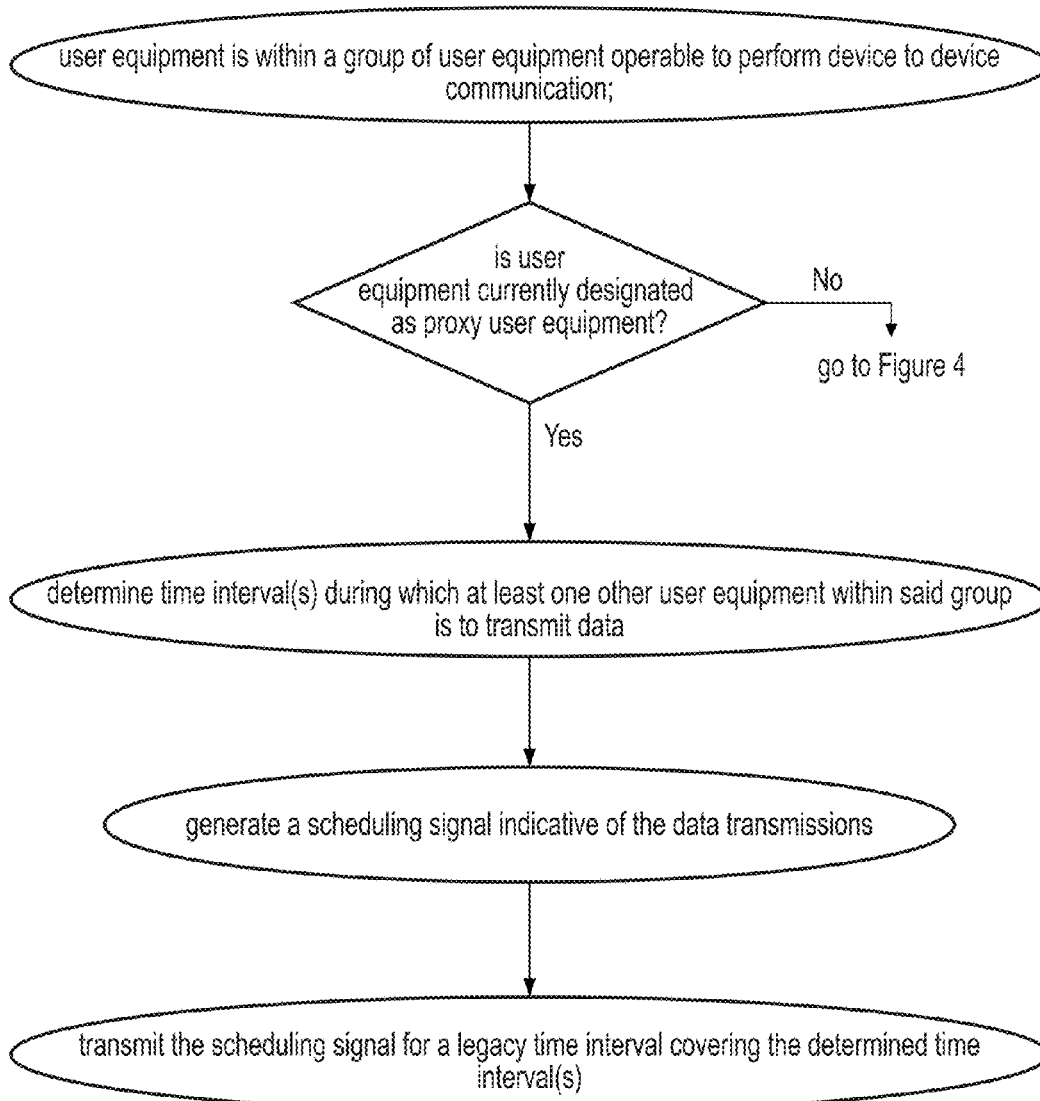 user equipment is within a group of user equipment operable to perform device to device
communication;
is user
equipment currently designated
as proxy user equipment?
No
go to Figure 4
Yes
determine time interval(s) during which at least one other user equipment within said group
is to transmit data
generate a scheduling signal indicative of the data transmissions
transmit the scheduling signal for a legacy time interval covering the determined time
interval(s)